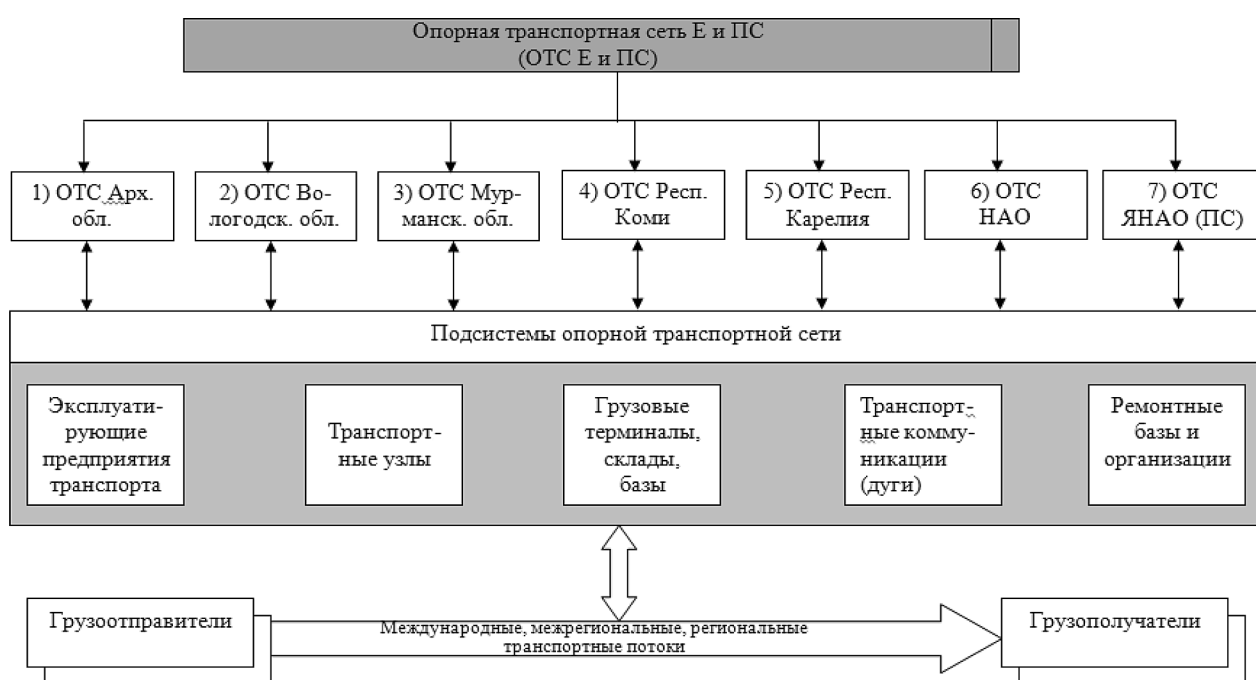 Опорная транспортная сеть Е и ПС
(ОТС Е и ПС)
1) ОТС Арх.
обл.
2) ОТС Во-
логодск. обл.
3) ОТС Мур-
манск. обл.
4) ОТС Респ.
Коми
5) ОТС Респ.
Карелия
6) ОТС
НАО
7) ОТС
ЯНАО (ПС)
Подсистемы опорной транспортной сети
Эксплуати-
рующие
предприятия
транспорта
Транспорт-
ные узлы
Грузовые
терминалы,
склады,
базы
Транспорт-
ные комму-
никации
(дуги)
Ремонтные
базы и
организации
Грузоотправители
Международные, межрегиональные, региональные
транспортные потоки
Грузополучатели